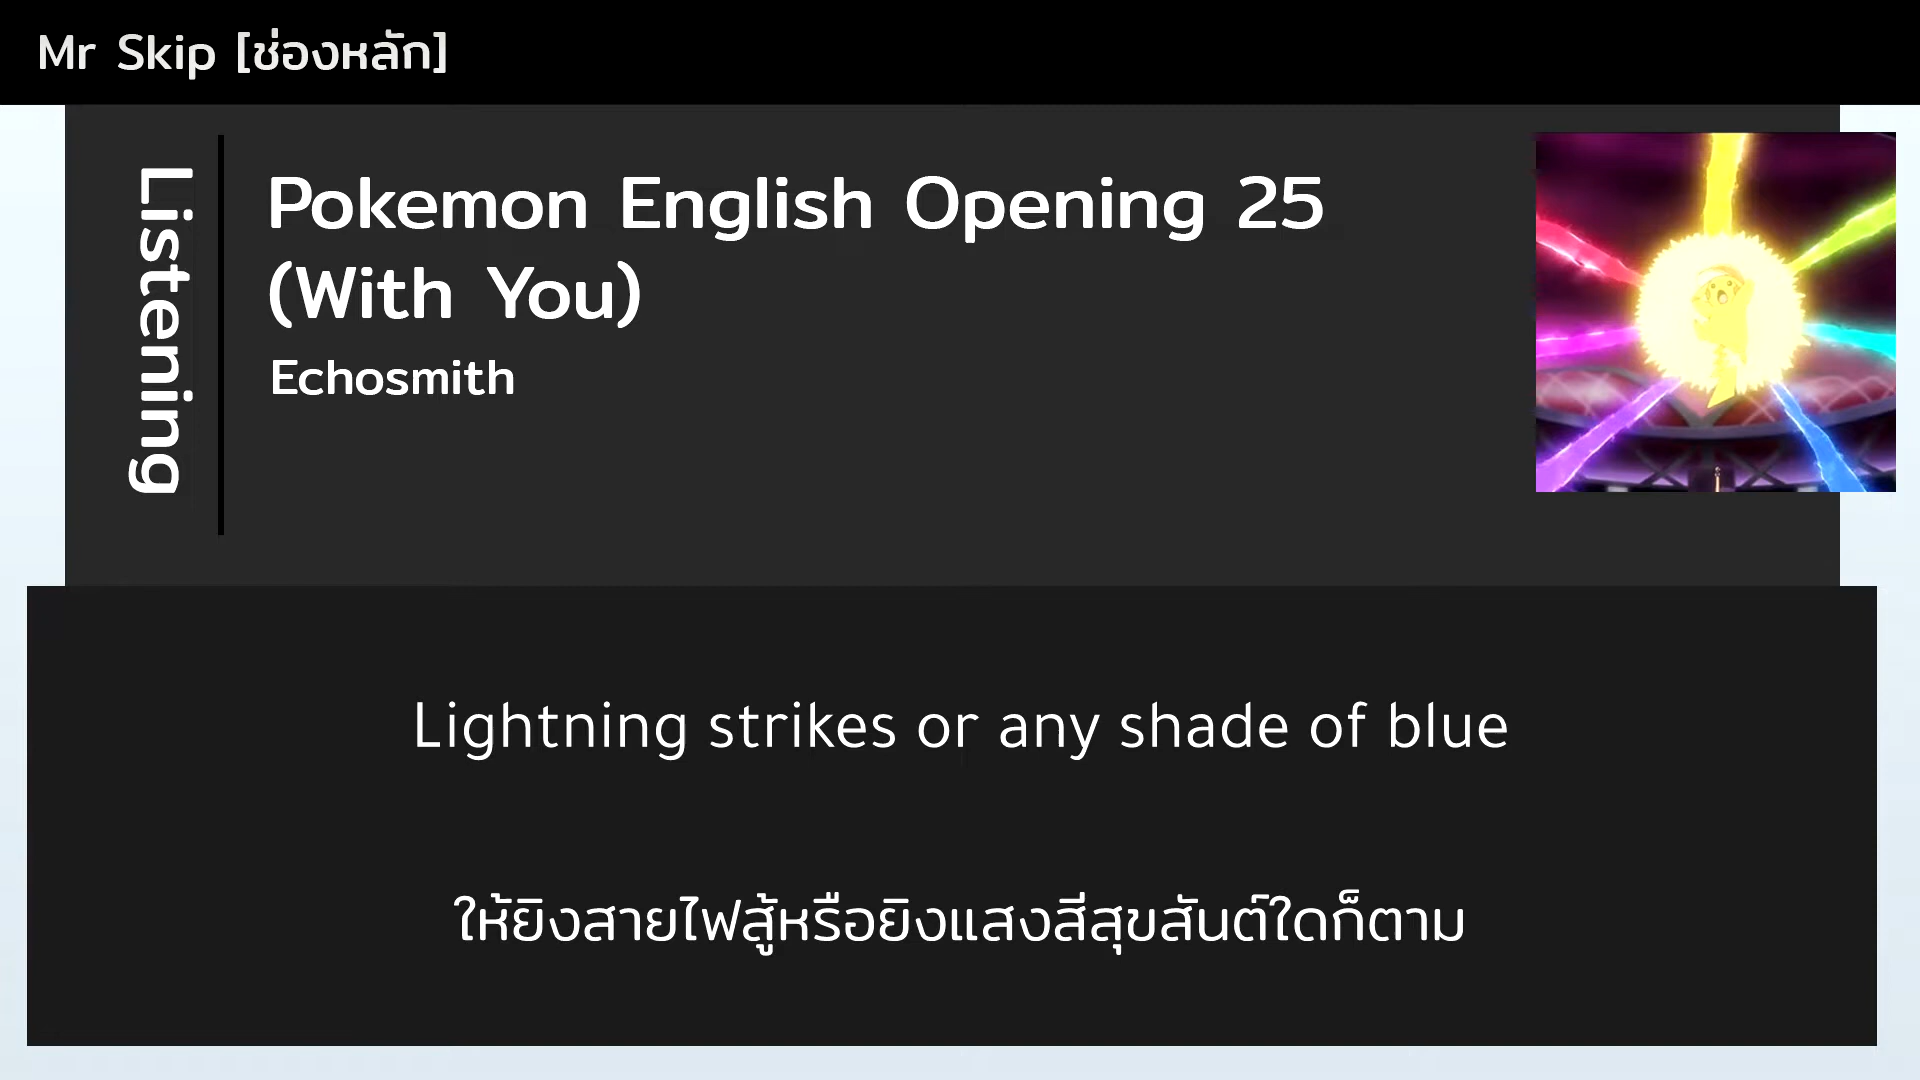 Mr Skip [ช่องหลัก]
Listening
Pokemon English Opening 25
(With You)
Echosmith
Lightning strikes or any shade of blue
ให้ยิงสายไฟสู้หรือยิงแสงสีสุขสันต์ใดก็ตาม